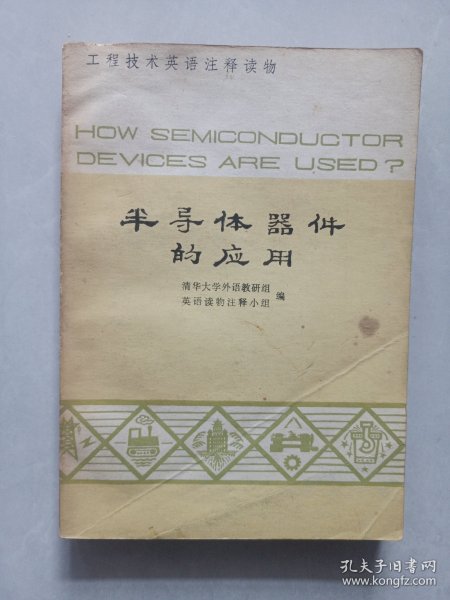 工程技术英语注释读物
HOW SEMICONDUCTOR
DEVICES ARE USED?
半导体器件
的应用
清华大学外语教研组
英语读物注释小组
编
孔夫子旧书网
www.kongfz.com